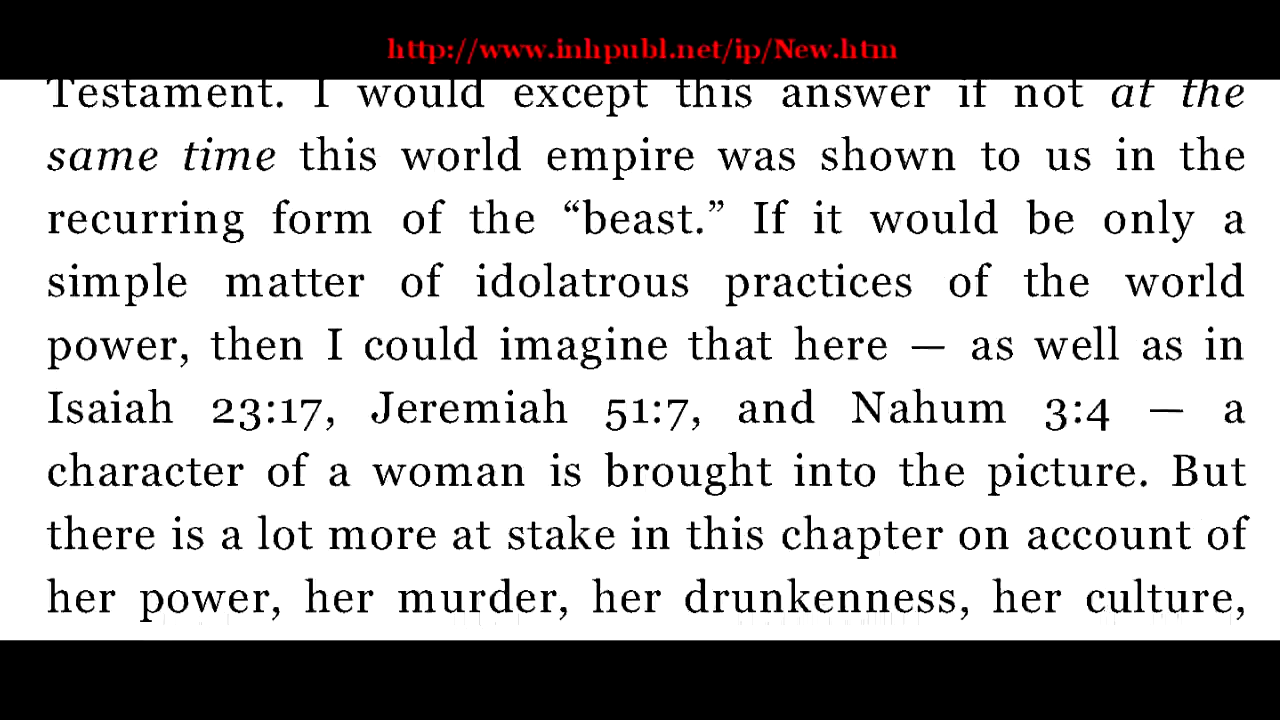 http://www.inhpubl.net/ip/New.htm
Testament. I would except this answer if not at the
same time this world empire was shown to us in the
recurring form of the “beast.” If it would be only a
simple matter of idolatrous practices of the world
power, then I could imagine that here — as well as in
Isaiah 23:17, Jeremiah 51:7, and Nahum 3:4 — a
character of a woman is brought into the picture. But
there is a lot more at stake in this chapter on account of
her power, her murder, her drunkenness, her culture,